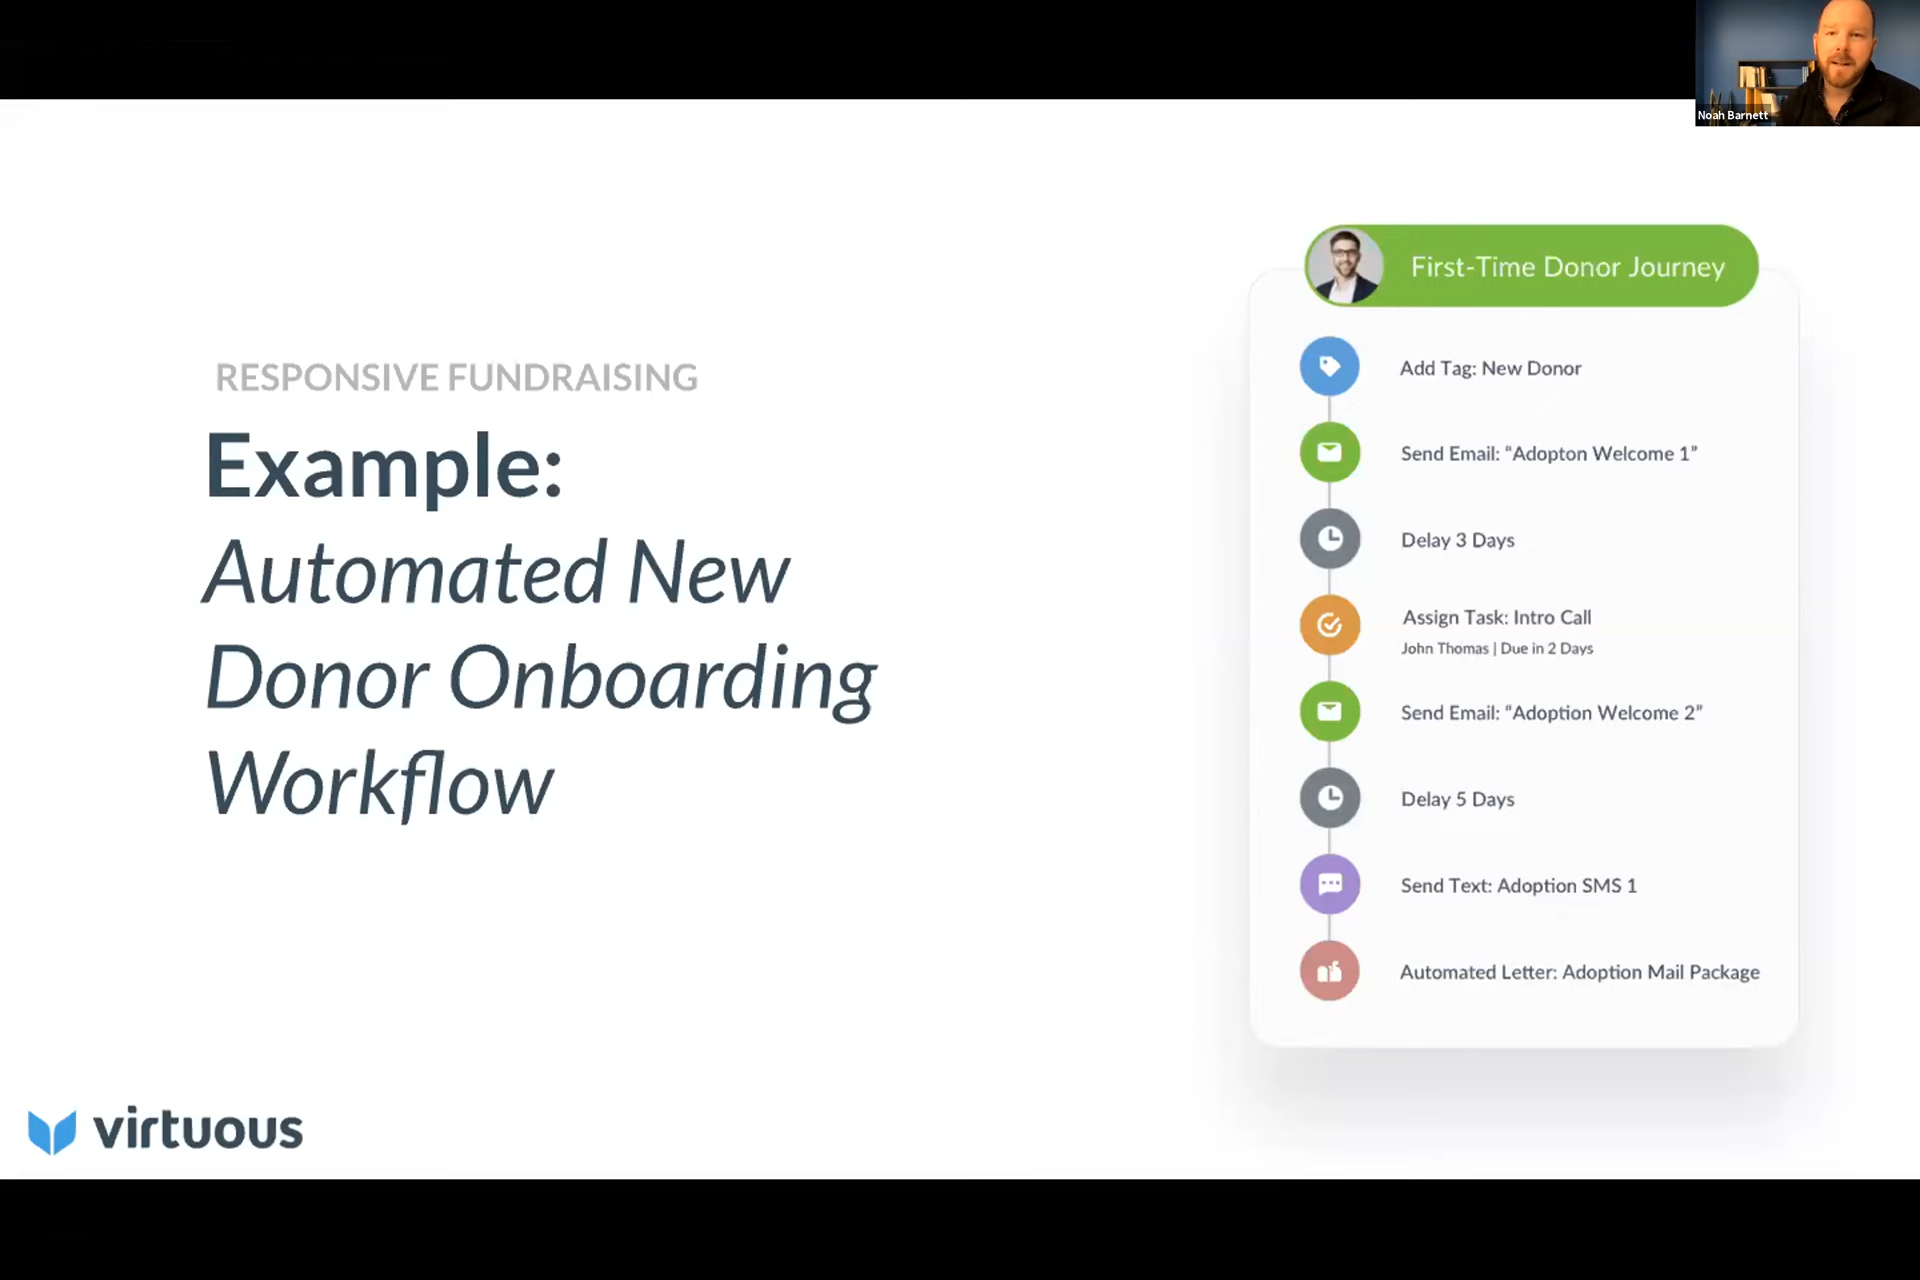 Noah Barnett
RESPONSIVE FUNDRAISING
Example:
Automated New
Donor Onboarding
Workflow
First-Time Donor Journey
Add Tag: New Donor
Send Email: “Adopton Welcome 1”
Delay 3 Days
Assign Task: Intro Call
John Thomas | Due in 2 Days
Send Email: “Adoption Welcome 2”
Delay 5 Days
Send Text: Adoption SMS 1
Automated Letter: Adoption Mail Package
virtuous